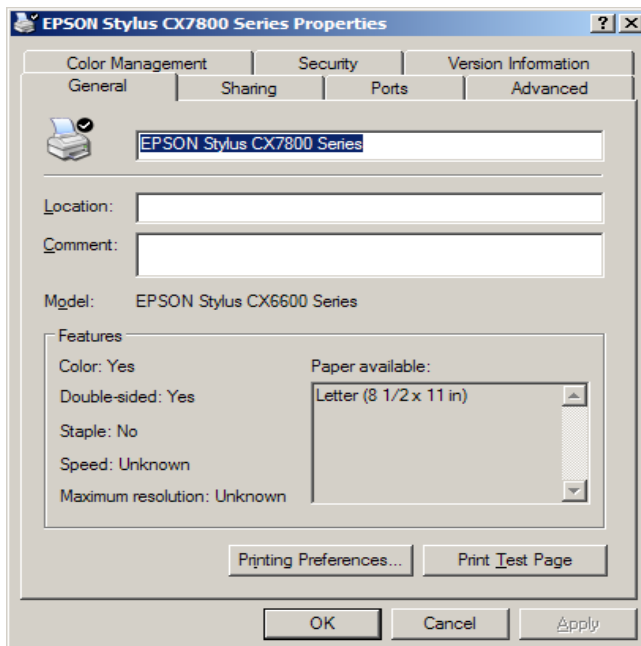 EPSON Stylus CX7800 Series Properties
Color Management Security Version Information
General Sharing Ports Advanced
EPSON Stylus CX7800 Series
Location:
Comment:
Model: EPSON Stylus CX6600 Series
Features
Color: Yes Paper available:
Double-sided: Yes Letter (8 1/2 x 11 in)
Staple: No
Speed: Unknown
Maximum resolution: Unknown
Printing Preferences... Print Test Page
OK Cancel Apply